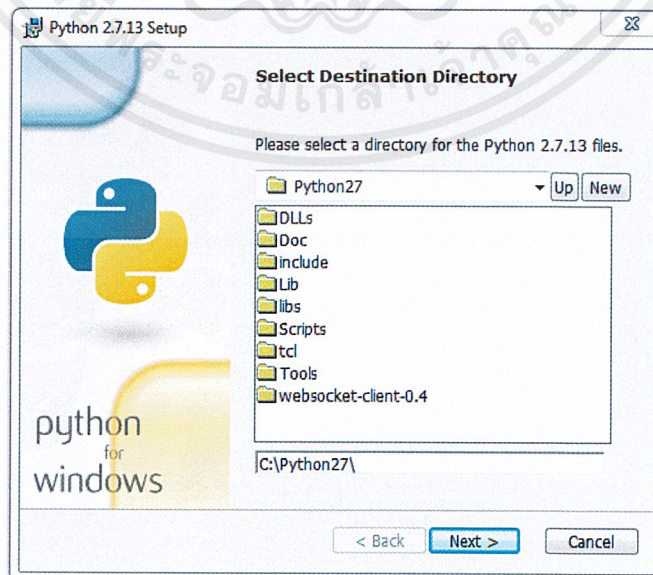 Python 2.7.13 Setup
Select Destination Directory
Please select a directory for the Python 2.7.13 files.
Python27
Up
New
DLLs
Doc
include
Lib
libs
Scripts
tcl
Tools
websocket-client-0.4
C:\Python27\
python
for
windows
< Back
Next >
Cancel